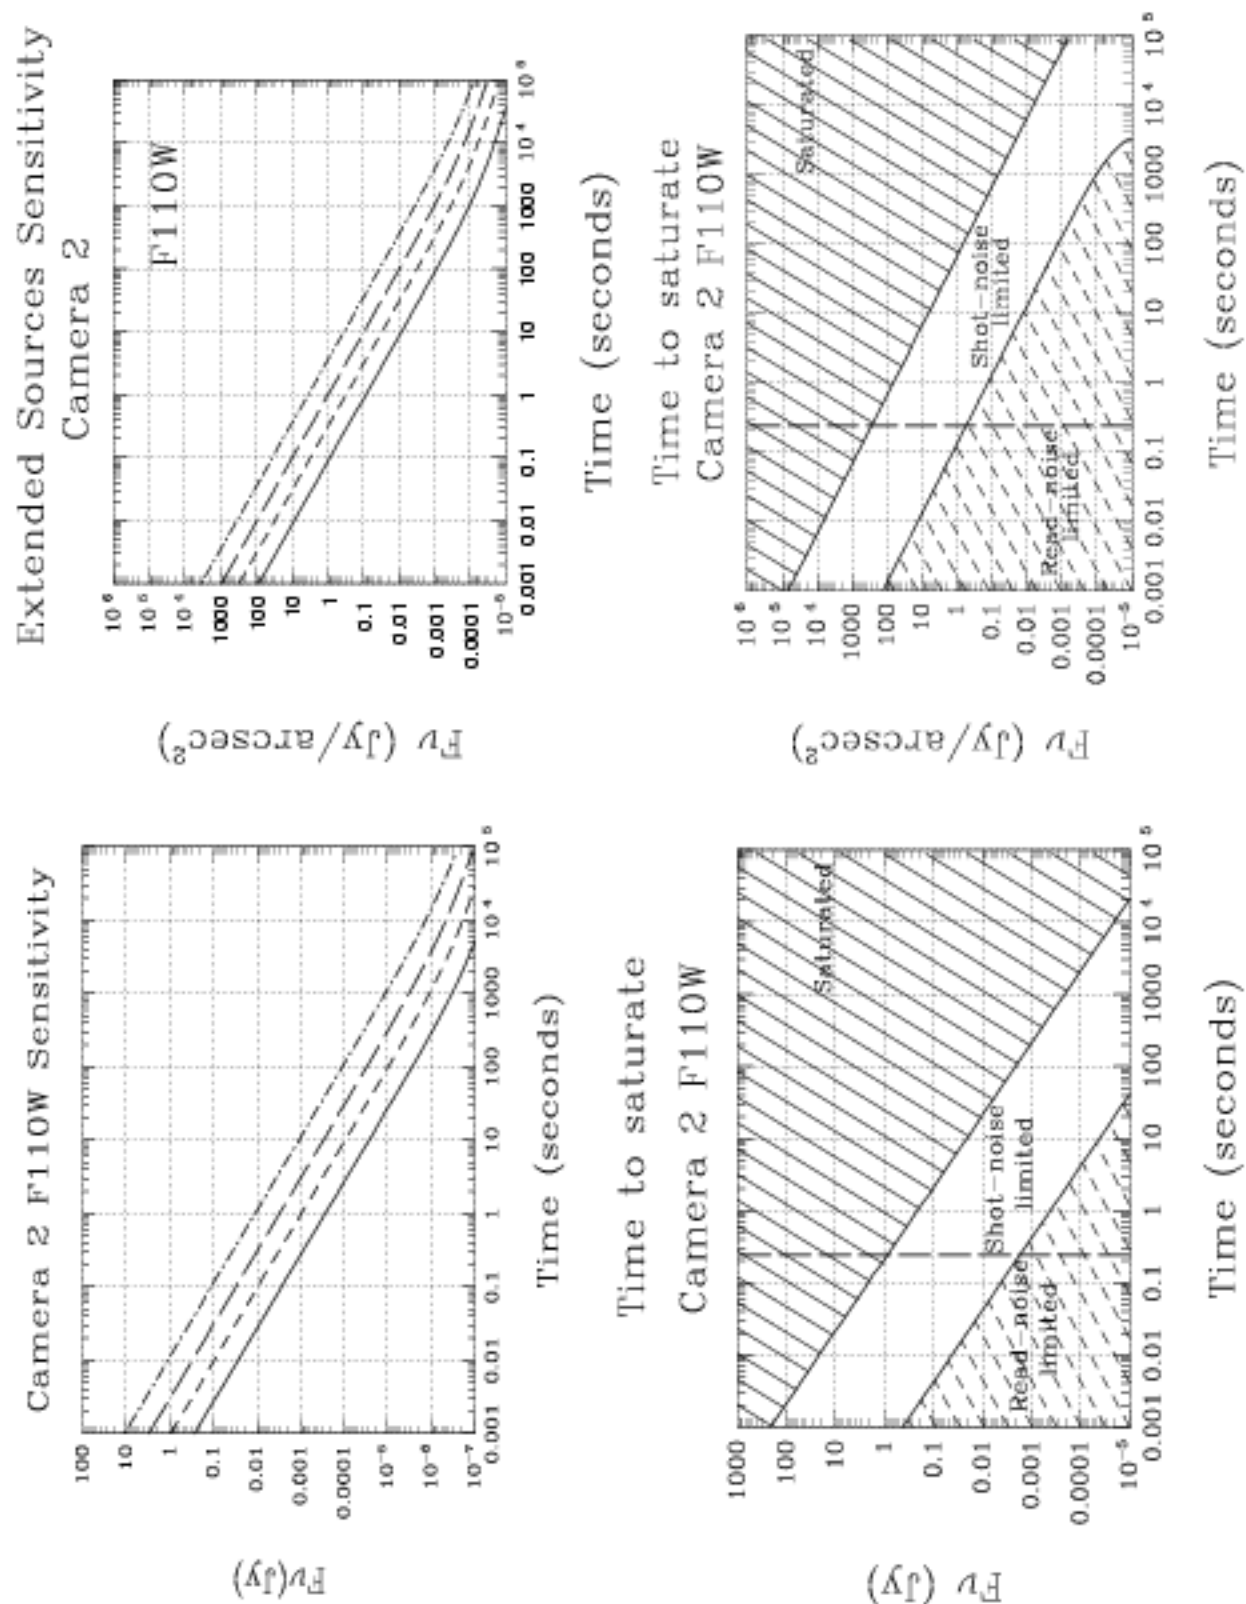 Camera 2 F110W Sensitivity
Fν(Jy)
100
10
1
0.1
0.01
0.001
0.0001
10⁻⁵
10⁻⁶
10⁻⁷
0.001 0.01 0.1 1 10 100 1000 10⁴ 10⁵
Time (seconds)
Extended Sources Sensitivity
Camera 2
F110W
Fν (Jy/arcsec²)
10⁶
10⁵
10⁴
1000
100
10
1
0.1
0.01
0.001
0.0001
10⁻⁵
0.001 0.01 0.1 1 10 100 1000 10⁴ 10⁵
Time (seconds)
Time to saturate
Camera 2 F110W
Fν (Jy)
1000
100
10
1
0.1
0.01
0.001
0.0001
10⁻⁵
Saturated
Shot-noise
limited
Read-noise
limited
0.001 0.01 0.1 1 10 100 1000 10⁴ 10⁵
Time (seconds)
Time to saturate
Camera 2 F110W
Fν (Jy/arcsec²)
10⁶
10⁵
10⁴
1000
100
10
1
0.1
0.01
0.001
0.0001
10⁻⁵
Saturated
Shot-noise
limited
Read-noise
limited
0.001 0.01 0.1 1 10 100 1000 10⁴ 10⁵
Time (seconds)